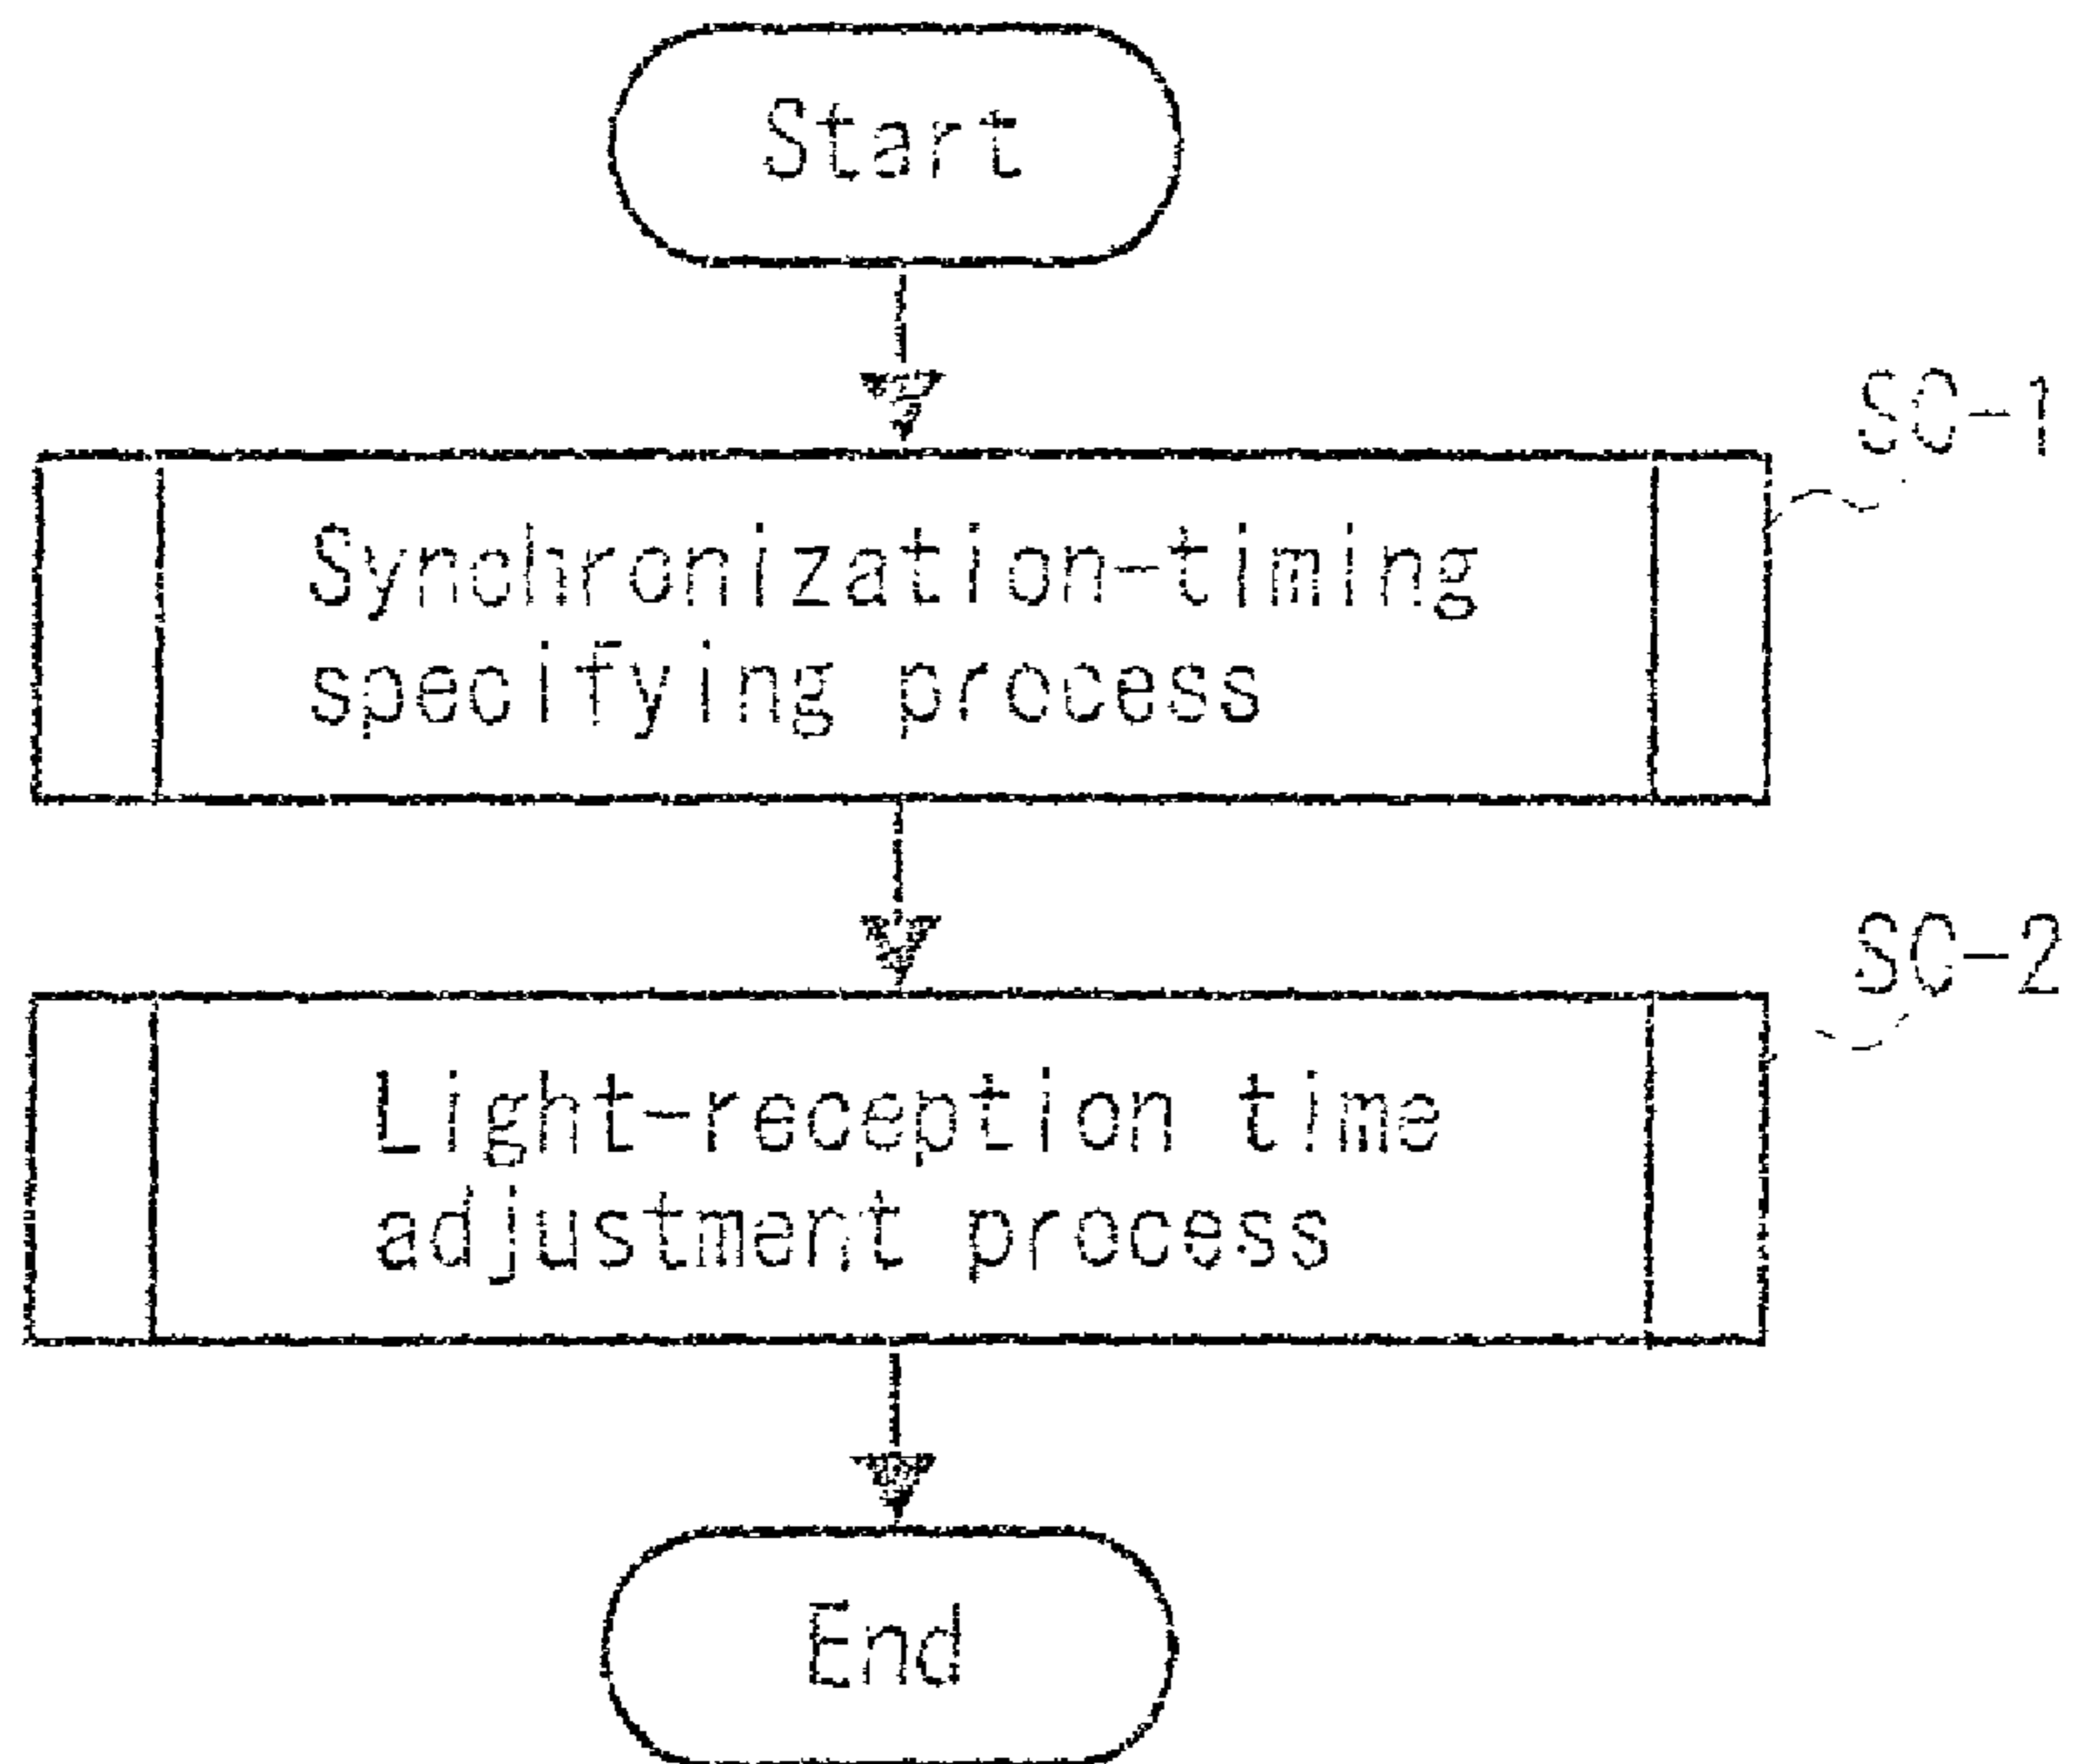 Start
SC-1
Synchronization-timing
specifying process
SC-2
Light-reception time
adjustment process
End